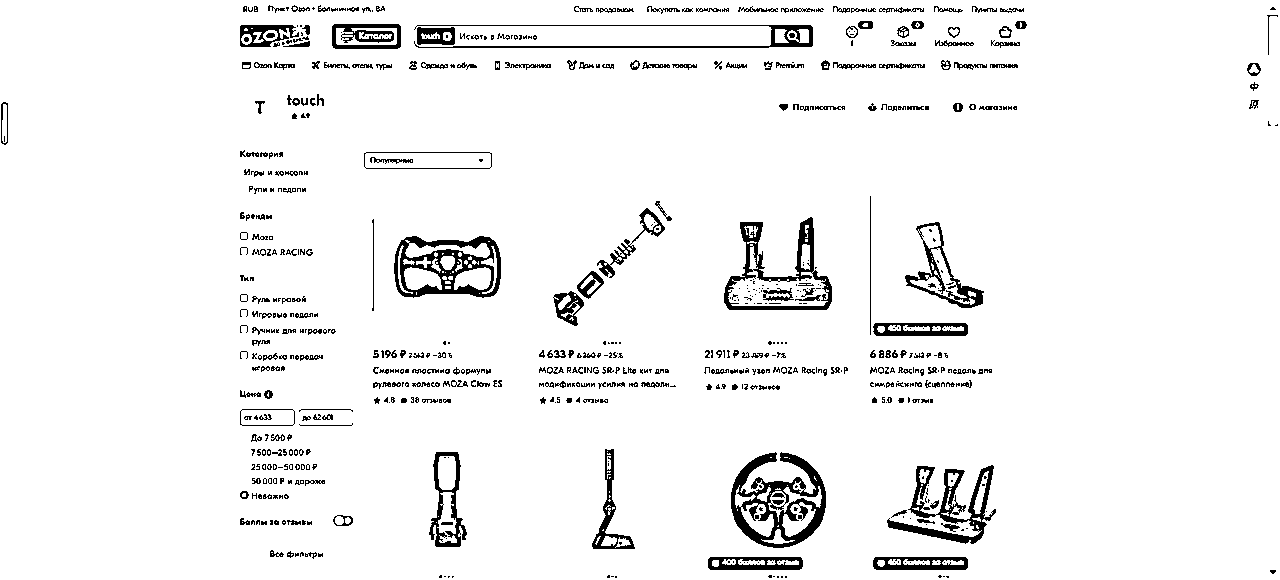 RUB Пункт Ozon • Больничная ул., 8А
Стать продавцом Покупать как компания Мобильное приложение Подарочные сертификаты Помощь Пункты выдачи
OZON
Каталог
touch Искать в Магазине
Заказы Избранное Корзина
Ozon Карта Билеты, отели, туры Одежда и обувь Электроника Дом и сад Детские товары Акции Premium Подарочные сертификаты Продукты питания
T touch
4.9
Подписаться Поделиться О магазине
Категория
Игры и консоли
Рули и педали
Бренды
Moza
MOZA RACING
Тип
Руль игровой
Игровые педали
Ручник для игрового
руля
Коробка передач
игровая
Цена
от 4 633 до 62 601
До 7 500 ₽
7 500–25 000 ₽
25 000–50 000 ₽
50 000 ₽ и дороже
Неважно
Баллы за отзывы
Все фильтры
Популярные
5 196 ₽ −30%
Сменная пластина формулы
рулевого колеса MOZA Claw ES
4.8 38 отзывов
4 633 ₽ −25%
MOZA RACING SR-P Lite кит для
модификации усилия на педали...
4.5 4 отзыва
21 911 ₽ −7%
Педальный узел MOZA Racing SR-P
4.9 12 отзывов
450 баллов за отзыв
6 886 ₽ −8%
MOZA Racing SR-P педаль для
симрейсинга (сцепление)
5.0 1 отзыв
400 баллов за отзыв
450 баллов за отзыв